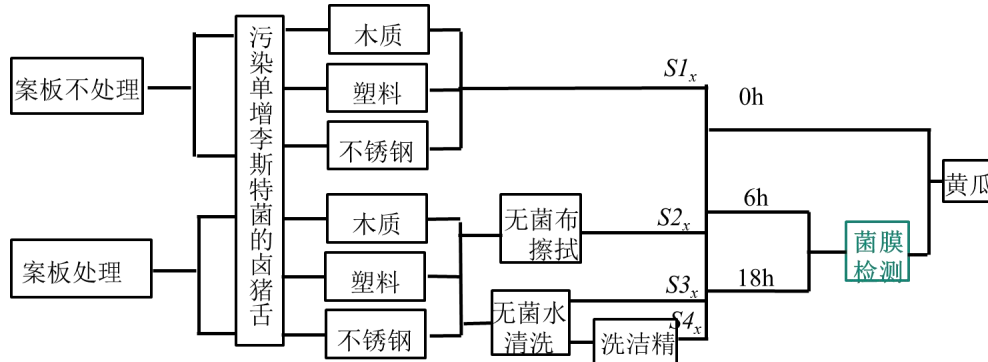 案板不处理
案板处理
污染单增李斯特菌的卤猪舌
木质
塑料
不锈钢
木质
塑料
不锈钢
无菌布
擦拭
无菌水
清洗
洗洁精
S1x
S2x
S3x
S4x
0h
6h
18h
菌膜
检测
黄瓜